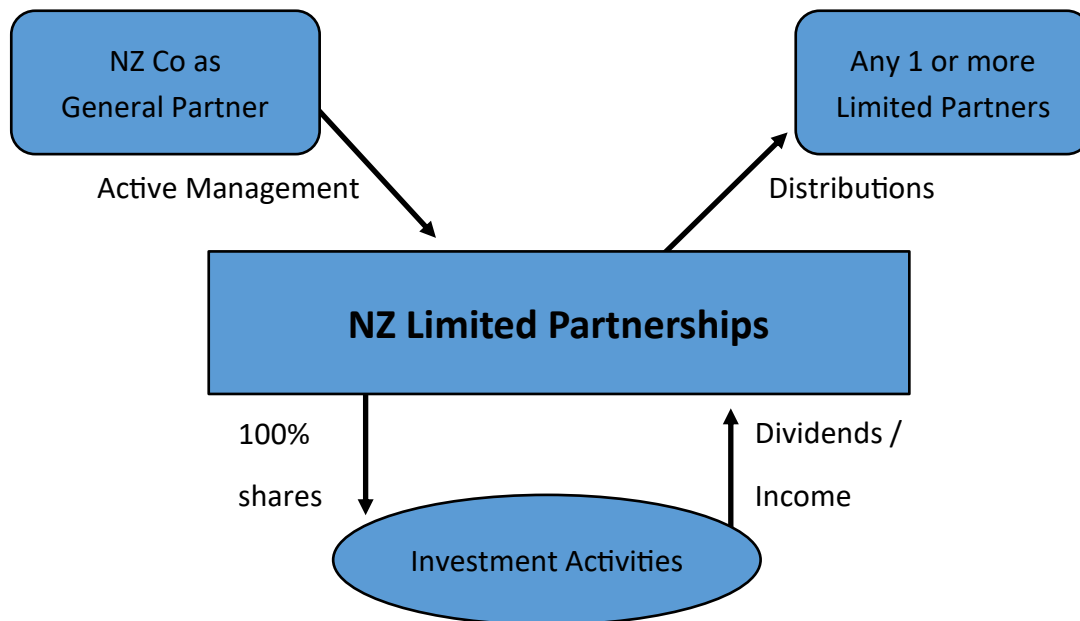 NZ Co as
General Partner
Any 1 or more
Limited Partners
Active Management
Distributions
NZ Limited Partnerships
100%
shares
Dividends /
Income
Investment Activities